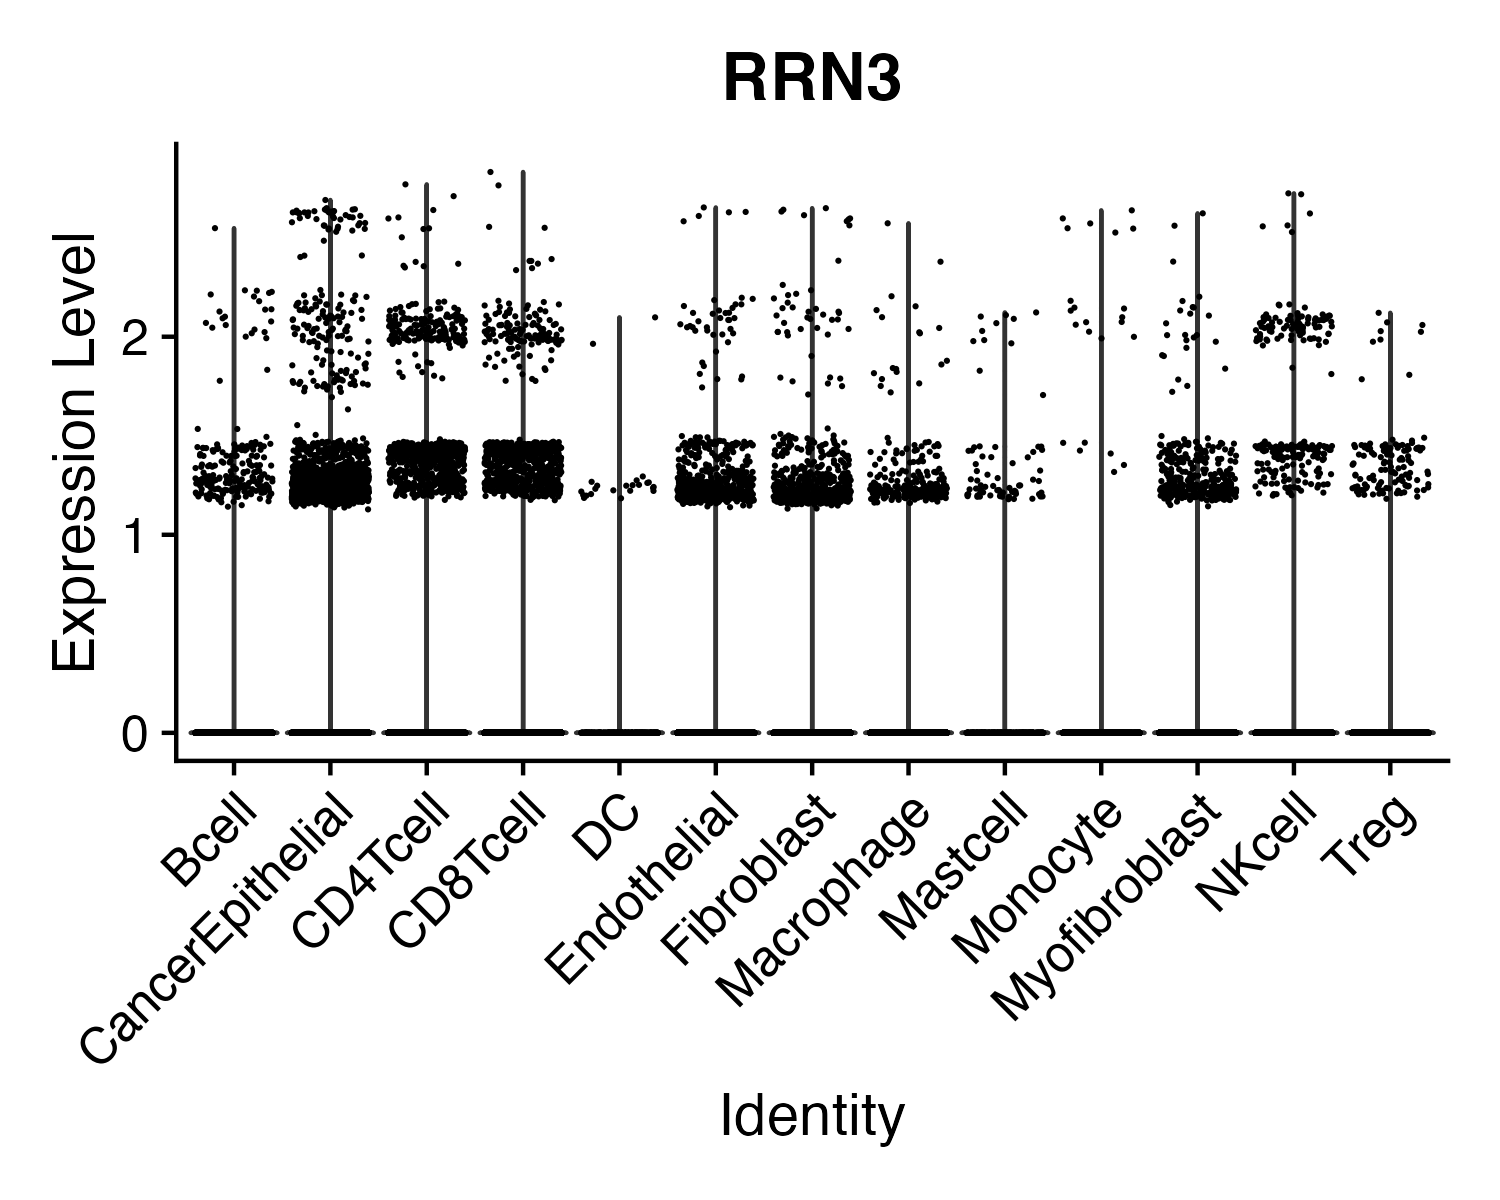 RRN3
Expression Level
2
1
0
Bcell
CancerEpithelial
CD4Tcell
CD8Tcell
DC
Endothelial
Fibroblast
Macrophage
Mastcell
Monocyte
Myofibroblast
NKcell
Treg
Identity